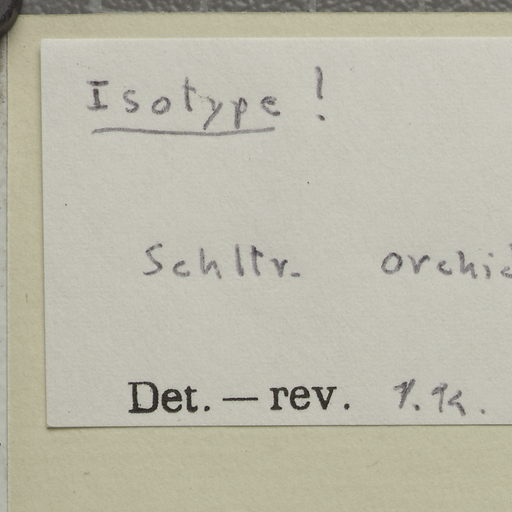 Isotype !
Schltr. orchid
Det. — rev.